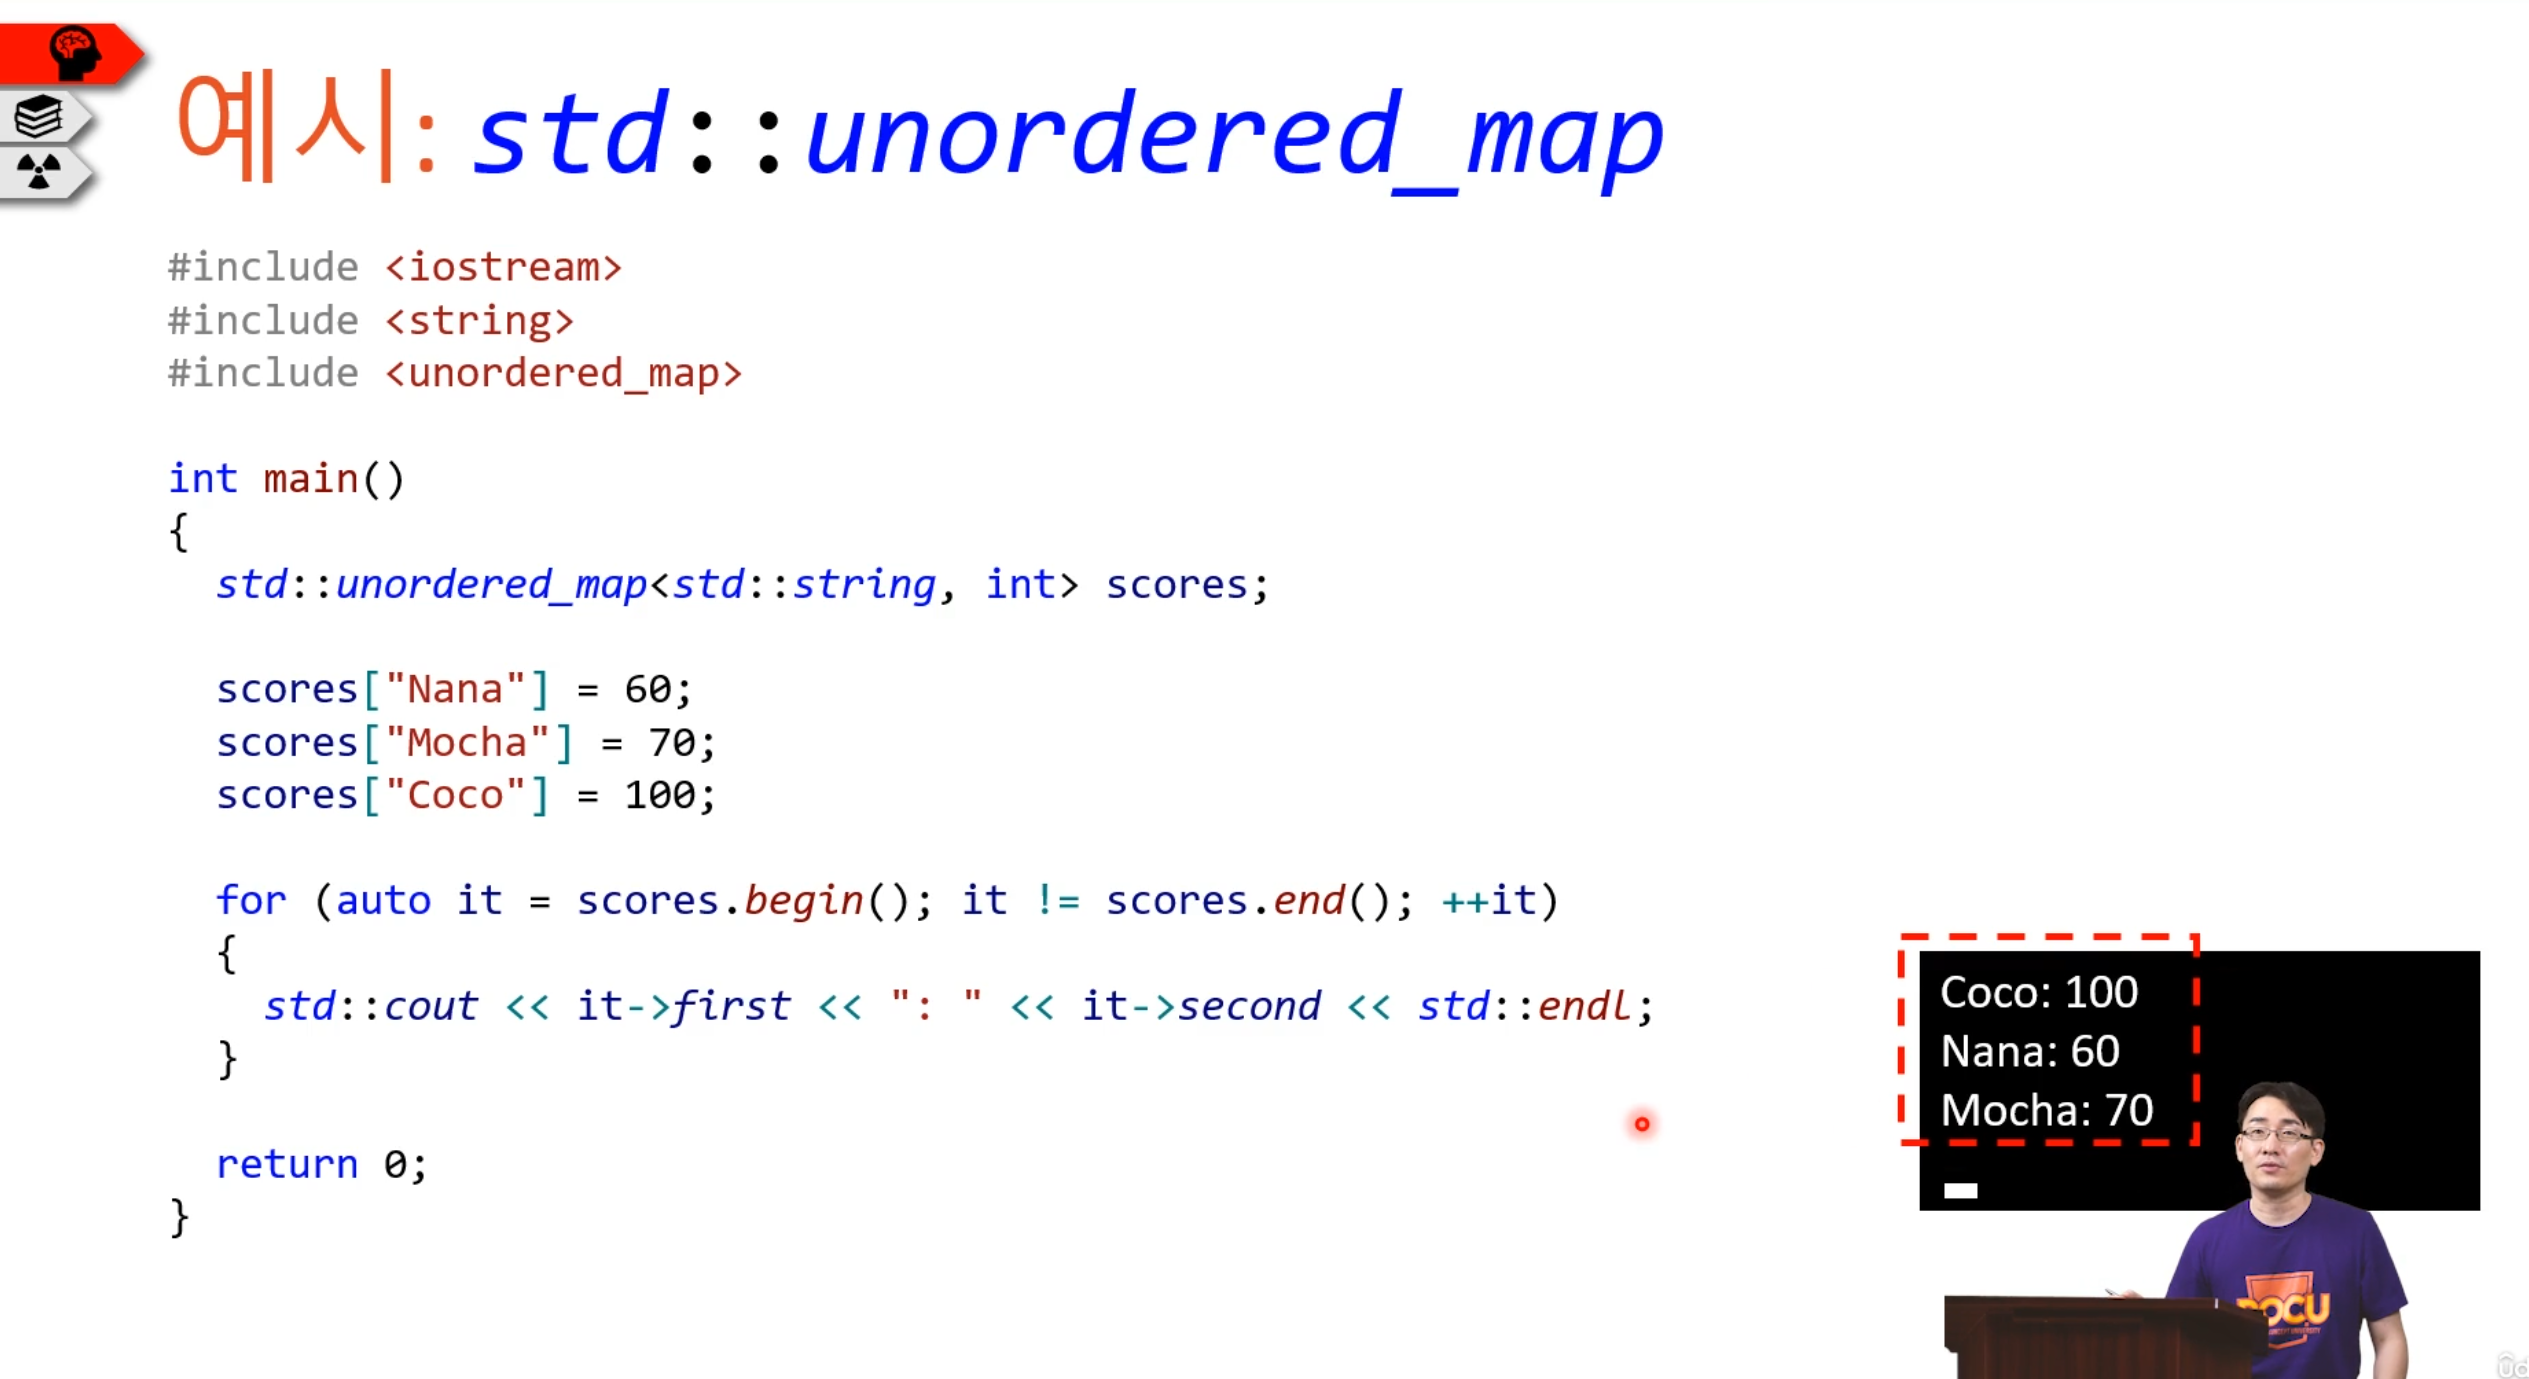 예시: std::unordered_map
#include <iostream>
#include <string>
#include <unordered_map>
int main()
{
std::unordered_map<std::string, int> scores;
scores["Nana"] = 60;
scores["Mocha"] = 70;
scores["Coco"] = 100;
for (auto it = scores.begin(); it != scores.end(); ++it)
{
std::cout << it->first << ": " << it->second << std::endl;
}
return 0;
}
Coco: 100
Nana: 60
Mocha: 70
POCU